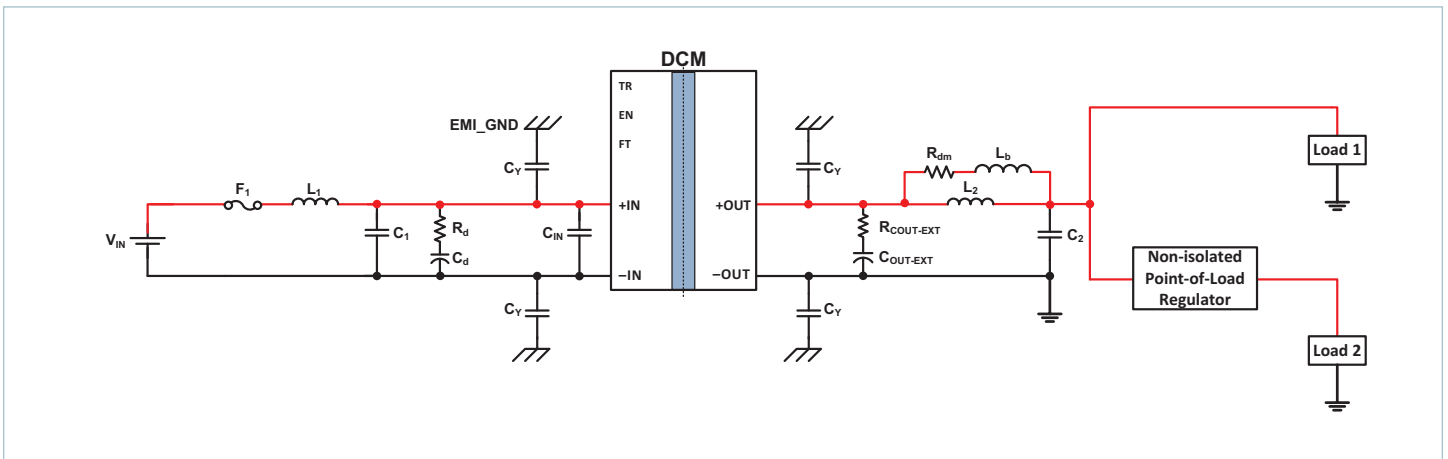 DCM
TR
EN
FT
EMI_GND
CY
CY
Rdm
Lb
Load 1
F1
L1
L2
+IN
+OUT
VIN
C1
Rd
Cd
CIN
RCOUT-EXT
COUT-EXT
C2
–IN
–OUT
Non-isolated
Point-of-Load
Regulator
CY
CY
Load 2